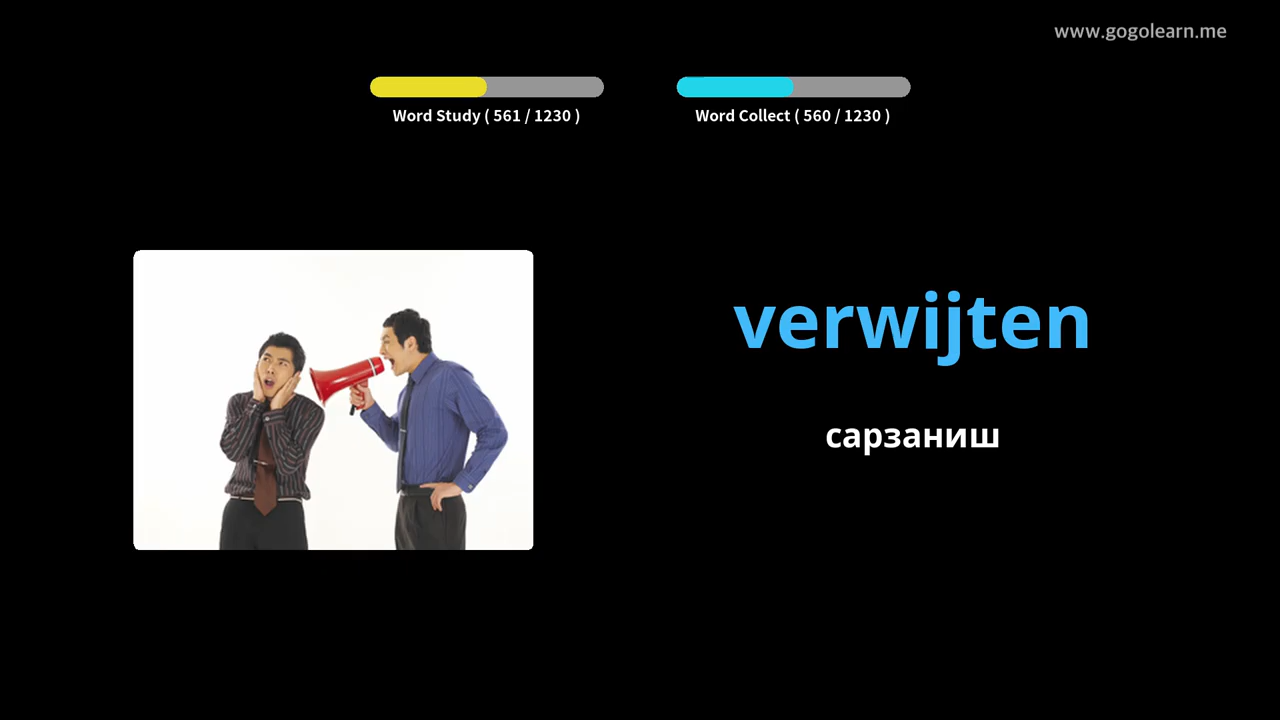 www.gogolearn.me
Word Study ( 561 / 1230 )
Word Collect ( 560 / 1230 )
verwijten
сарзаниш